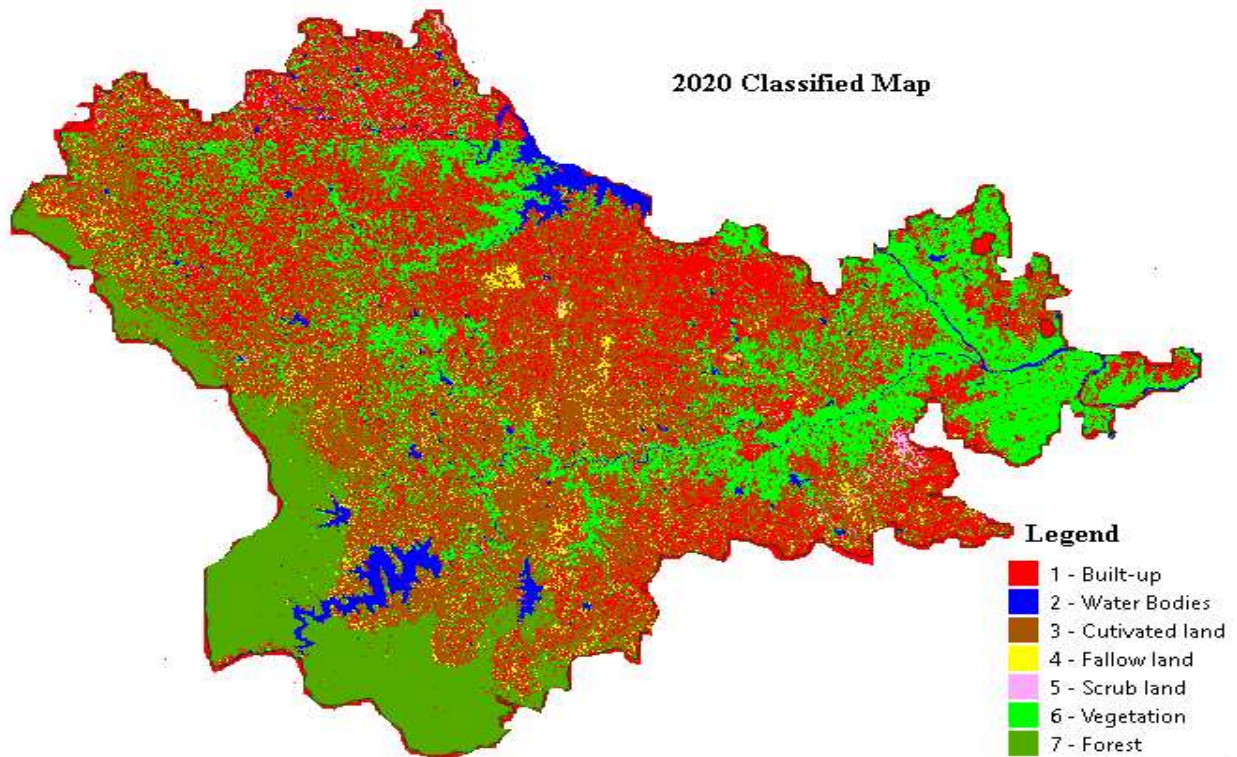 2020 Classified Map
Legend
1 - Built-up
2 - Water Bodies
3 - Cutivated land
4 - Fallow land
5 - Scrub land
6 - Vegetation
7 - Forest